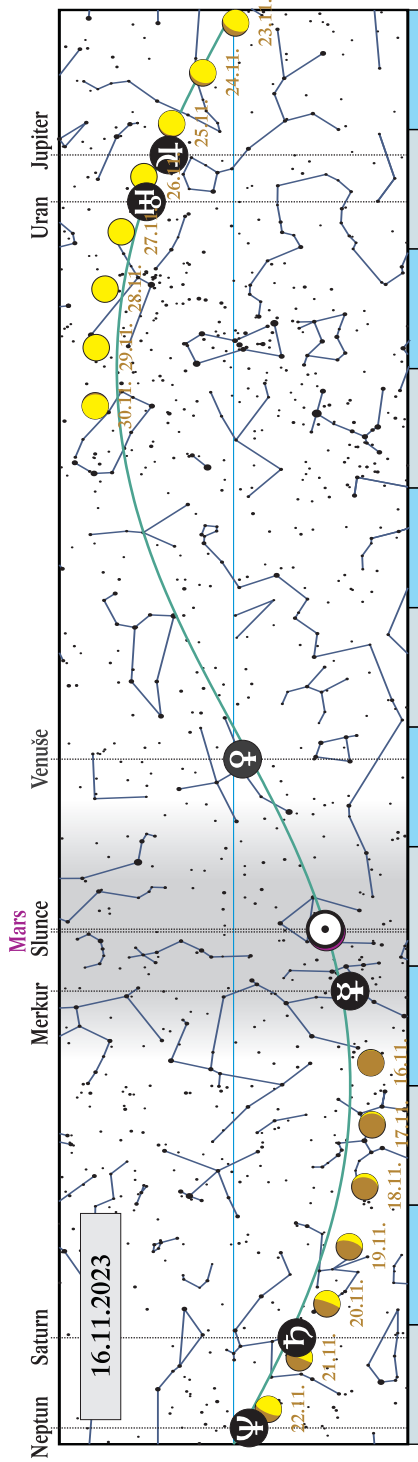 Neptun
Saturn
Merkur
Slunce
Mars
Venuše
Uran
Jupiter
16.11.2023
16.11.
17.11.
18.11.
19.11.
20.11.
21.11.
22.11.
23.11.
24.11.
25.11.
26.11.
27.11.
28.11.
29.11.
30.11.